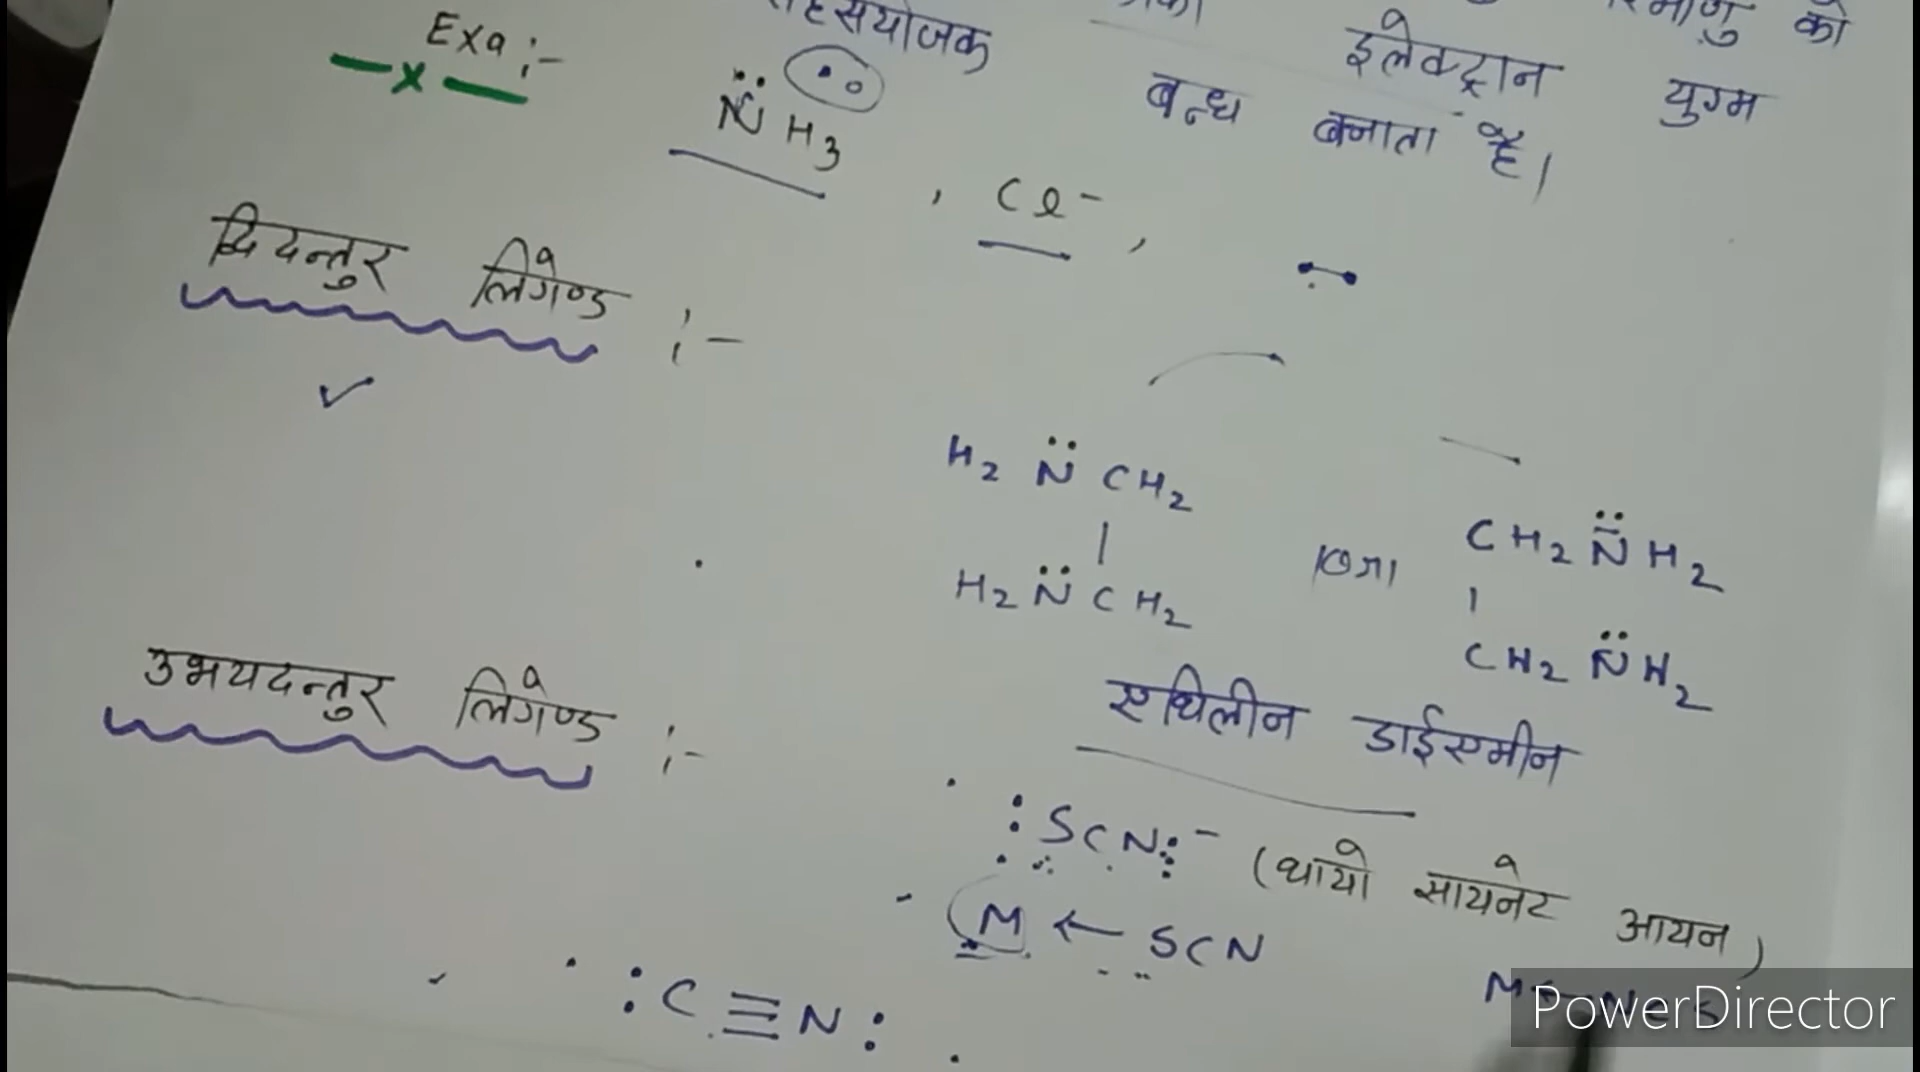 परमाणु को
इलेक्ट्रान युग्म
सहसंयोजक बन्ध बनाता है।
Exa :-
N̈H3 , Cl⁻ ,
द्विदन्तुर लिगेण्ड :-
H2 N̈ CH2
|
H2 N̈ CH2
CH2 N̈ H2
|
CH2 N̈ H2
एथिलीन डाईएमीन
उभयदन्तुर लिगेण्ड :-
:SCN:⁻ (थायो सायनेट आयन)
M ← SCN
M ← NCS
:C≡N:
PowerDirector